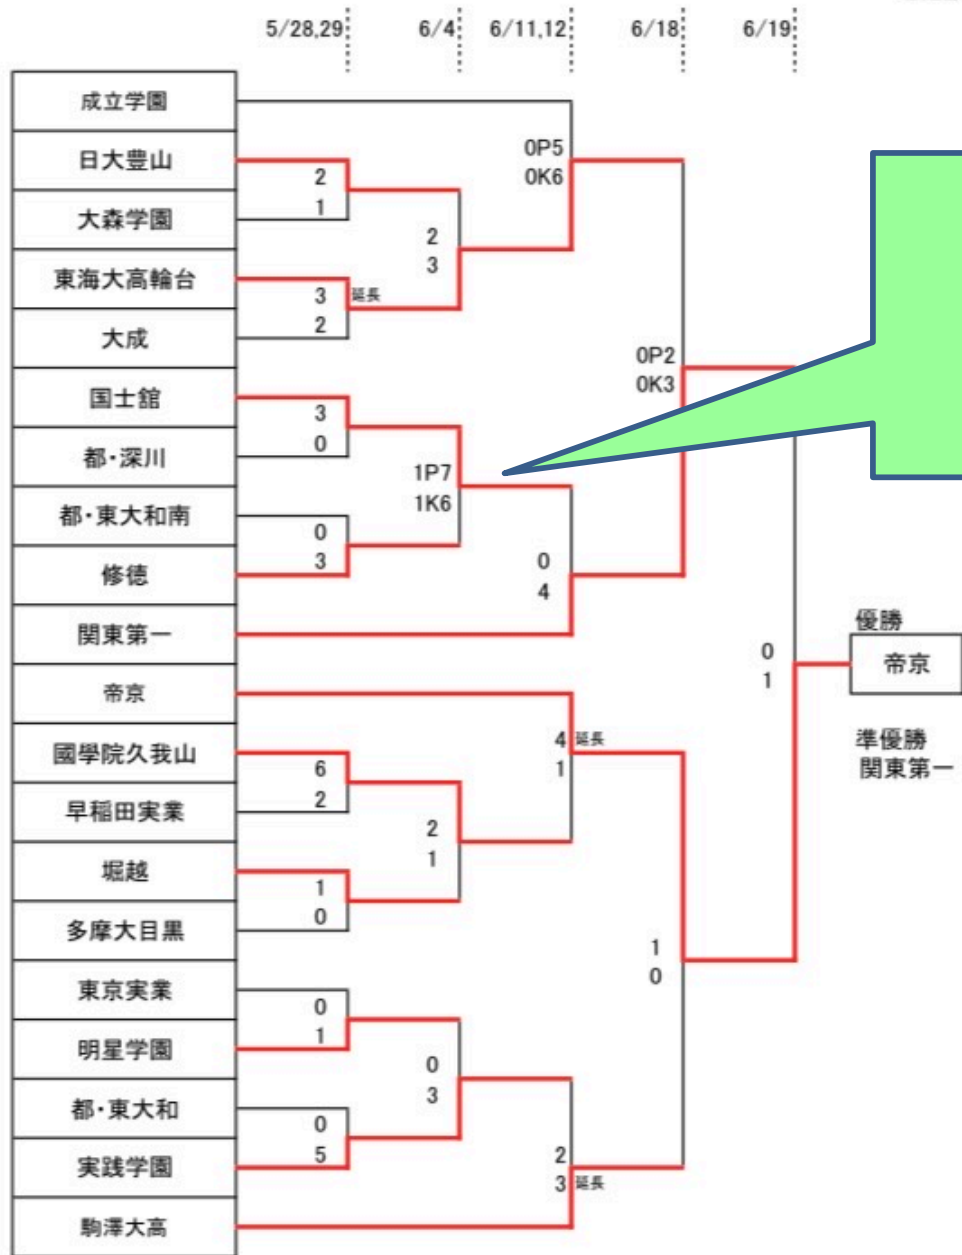 5/28,29 6/4 6/11,12 6/18 6/19
成立学園
日大豊山
大森学園
東海大高輪台
大成
国士舘
都・深川
都・東大和南
修徳
関東第一
帝京
國學院久我山
早稲田実業
堀越
多摩大目黒
東京実業
明星学園
都・東大和
実践学園
駒澤大高
2
1
3 延長
2
3
0
0
3
6
2
1
0
0
1
0
5
2
3
1P7
1K6
2
1
0
3
0P5
0K6
0
4
4 延長
1
2
3 延長
0P2
0K3
1
0
0
1
優勝
帝京
準優勝
関東第一